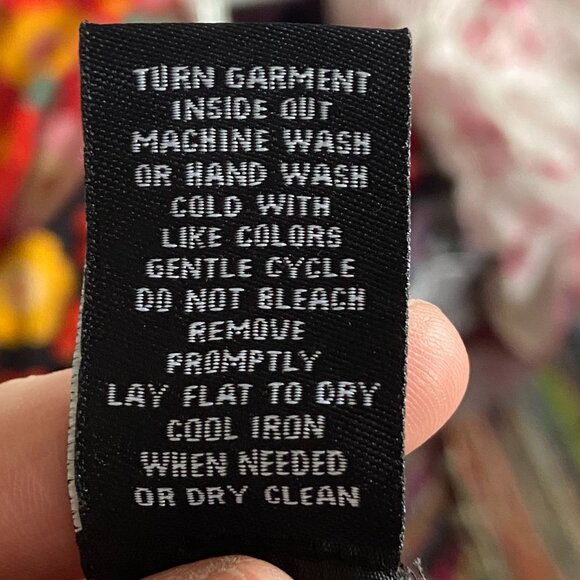 TURN GARMENT
INSIDE OUT
MACHINE WASH
OR HAND WASH
COLD WITH
LIKE COLORS
GENTLE CYCLE
DO NOT BLEACH
REMOVE
PROMPTLY
LAY FLAT TO DRY
COOL IRON
WHEN NEEDED
OR DRY CLEAN